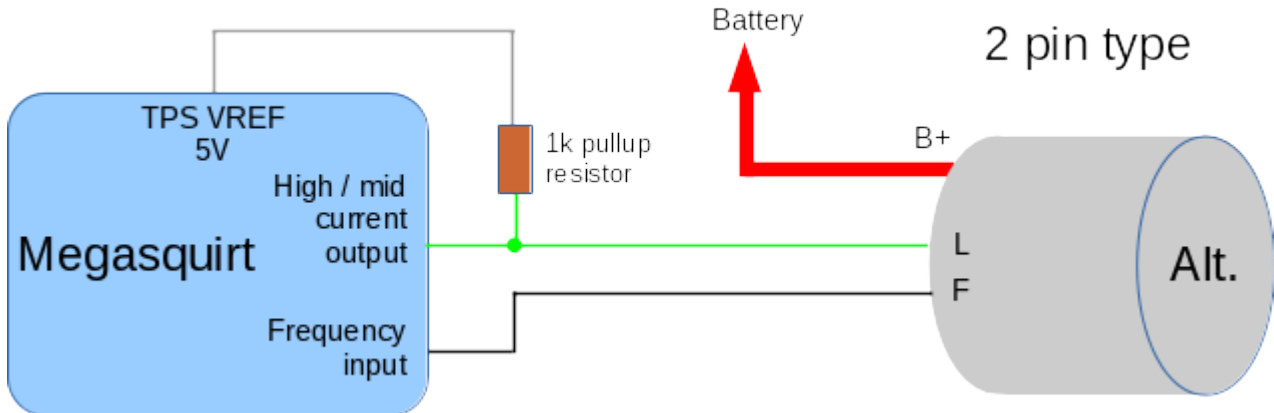 Battery
2 pin type
TPS VREF
5V
1k pullup
resistor
B+
High / mid
current
output
Megasquirt
L
F
Alt.
Frequency
input